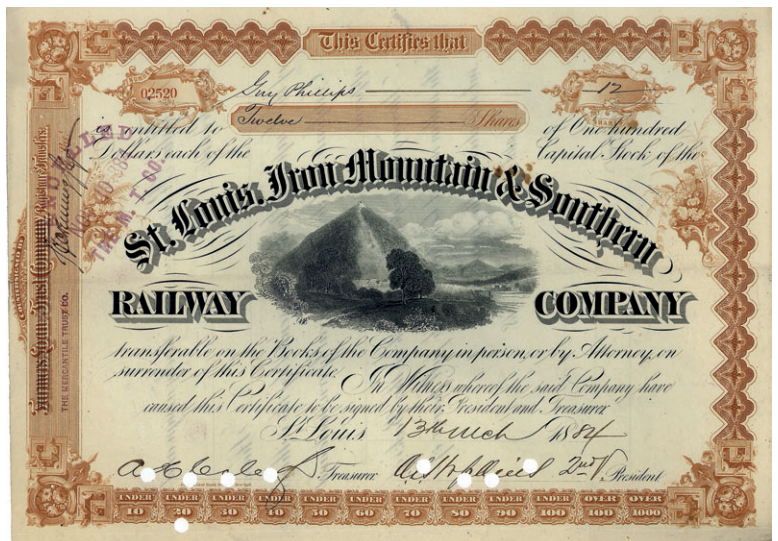 This Certifies that
02520
Guy Phillips
12
SHARES
is entitled to Twelve Shares of One hundred
Dollars each of the Capital Stock of the
St. Louis, Iron Mountain & Southern
RAILWAY COMPANY
transferable on the Books of the Company in person, or by Attorney, on
surrender of this Certificate.
In Witness whereof the said Company have
caused this Certificate to be signed by their President and Treasurer
St. Louis 13th Mch 1884
Treasurer
A. S. Hopkins 2nd V. President
UNDER 10 UNDER 20 UNDER 30 UNDER 40 UNDER 50 UNDER 60 UNDER 70 UNDER 80 UNDER 90 UNDER 100 OVER 100 OVER 1000
CANCELLED
THE M. T. CO.
THE MERCANTILE TRUST CO.